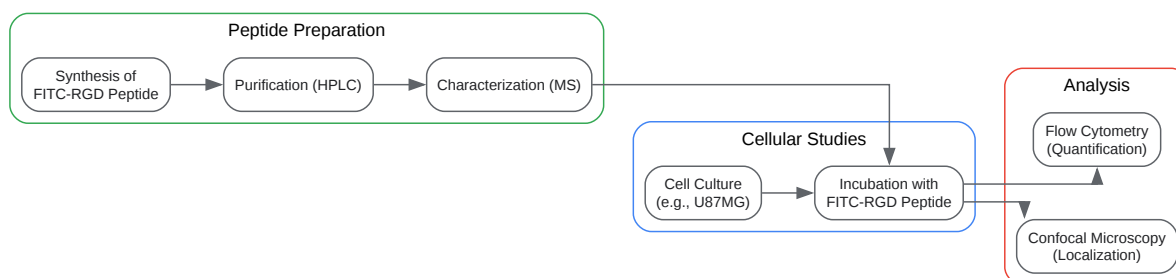 Peptide Preparation
Synthesis of
FITC-RGD Peptide
Purification (HPLC)
Characterization (MS)
Cellular Studies
Cell Culture
(e.g., U87MG)
Incubation with
FITC-RGD Peptide
Analysis
Flow Cytometry
(Quantification)
Confocal Microscopy
(Localization)